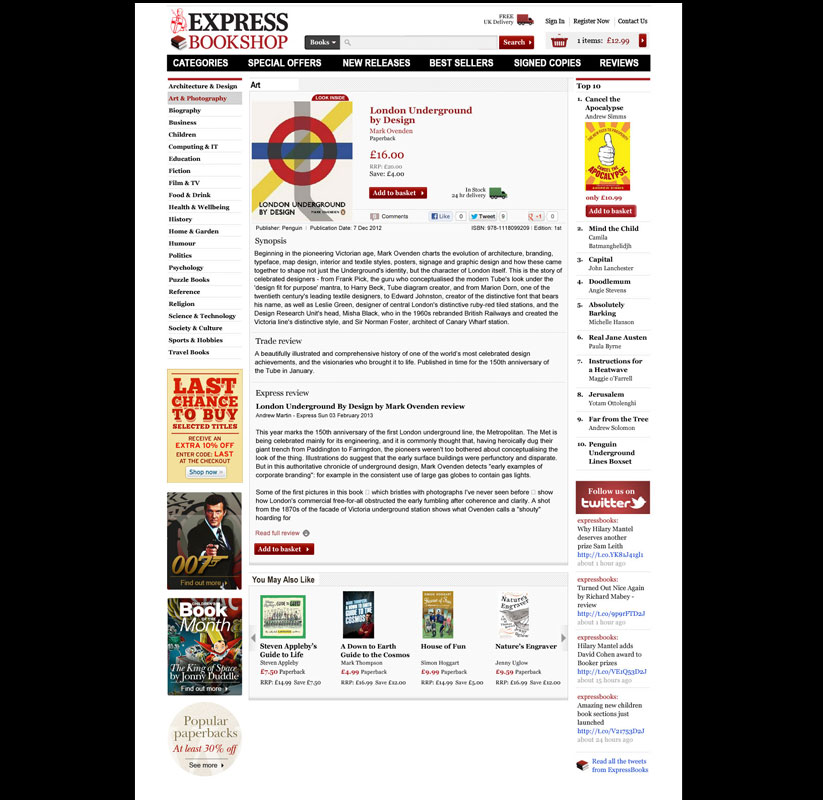 EXPRESS
BOOKSHOP
FREE
UK Delivery
Sign In
Register Now
Contact Us
Books
Search
1 items: £12.99
CATEGORIES
SPECIAL OFFERS
NEW RELEASES
BEST SELLERS
SIGNED COPIES
REVIEWS
Architecture & Design
Art & Photography
Biography
Business
Children
Computing & IT
Education
Fiction
Film & TV
Food & Drink
Health & Wellbeing
History
Home & Garden
Humour
Politics
Psychology
Puzzle Books
Reference
Religion
Science & Technology
Society & Culture
Sports & Hobbies
Travel Books
LAST
CHANCE
TO BUY
SELECTED TITLES
RECEIVE AN
EXTRA 10% OFF
ENTER CODE: LAST
AT THE CHECKOUT
Shop now »
007
Find out more
Book
of the
Month
The King of Space
by Jonny Duddle
Find out more
Popular
paperbacks
At least 30% off
See more
Art
LOOK INSIDE
LONDON UNDERGROUND
BY DESIGN
MARK OVENDEN
London Underground
by Design
Mark Ovenden
Paperback
£16.00
RRP: £20.00
Save: £4.00
Add to basket
In Stock
24 hr delivery
Comments
Like
0
Tweet
9
+1
0
Publisher: Penguin | Publication Date: 7 Dec 2012
ISBN: 978-1118099209 | Edition: 1st
Synopsis
Beginning in the pioneering Victorian age, Mark Ovenden charts the evolution of architecture, branding,
typeface, map design, interior and textile styles, posters, signage and graphic design and how these came
together to shape not just the Underground's identity, but the character of London itself. This is the story of
celebrated designers - from Frank Pick, the guru who conceptualised the modern Tube's look under the
'design fit for purpose' mantra, to Harry Beck, Tube diagram creator, and from Marion Dorn, one of the
twentieth century's leading textile designers, to Edward Johnston, creator of the distinctive font that bears
his name, as well as Leslie Green, designer of central London's distinctive ruby-red tiled stations, and the
Design Research Unit's head, Misha Black, who in the 1960s rebranded British Railways and created the
Victoria line's distinctive style, and Sir Norman Foster, architect of Canary Wharf station.
Trade review
A beautifully illustrated and comprehensive history of one of the world's most celebrated design
achievements, and the visionaries who brought it to life. Published in time for the 150th anniversary of
the Tube in January.
Express review
London Underground By Design by Mark Ovenden review
Andrew Martin - Express Sun 03 February 2013
This year marks the 150th anniversary of the first London underground line, the Metropolitan. The Met is
being celebrated mainly for its engineering, and it is commonly thought that, having heroically dug their
giant trench from Paddington to Farringdon, the pioneers weren't too bothered about conceptualising the
look of the thing. Illustrations do suggest that the early surface buildings were perfunctory and disparate.
But in this authoritative chronicle of underground design, Mark Ovenden detects "early examples of
corporate branding": for example in the consistent use of large gas globes to contain gas lights.
Some of the first pictures in this book □ which bristles with photographs I've never seen before □ show
how London's commercial free-for-all obstructed the early fumbling after coherence and clarity. A shot
from the 1870s of the facade of Victoria underground station shows what Ovenden calls a "shouty"
hoarding for
Read full review
Add to basket
You May Also Like
Steven Appleby's
Guide to Life
Steven Appleby
£7.50 Paperback
RRP: £14.99 Save £7.50
A Down to Earth
Guide to the Cosmos
Mark Thompson
£4.99 Paperback
RRP: £16.99 Save £12.00
House of Fun
Simon Hoggart
£9.99 Paperback
RRP: £14.99 Save £5.00
Nature's Engraver
Jenny Uglow
£9.59 Paperback
RRP: £16.99 Save £12.00
Top 10
1. Cancel the
Apocalypse
Andrew Simms
CANCEL THE
APOCALYPSE
only £10.99
Add to basket
2. Mind the Child
Camila
Batmanghelidjh
3. Capital
John Lanchester
4. Doodlemum
Angie Stevens
5. Absolutely
Barking
Michelle Hanson
6. Real Jane Austen
Paula Byrne
7. Instructions for
a Heatwave
Maggie o'Farrell
8. Jerusalem
Yotam Ottolenghi
9. Far from the Tree
Andrew Solomon
10. Penguin
Underground
Lines Boxset
Follow us on
twitter
expressbooks:
Why Hilary Mantel
deserves another
prize Sam Leith
http://t.co.YK82J41gl1
about 1 hour ago
expressbooks:
Turned Out Nice Again
by Richard Mabey -
review
http://t.co/9p9rFTD2J
about 1 hour ago
expressbooks:
Hilary Mantel adds
David Cohen award to
Booker prizes
http://t.co/VE1Q53D2J
about 15 hours ago
expressbooks:
Amazing new children
book sections just
launched
http://t.co/V21753D2J
about 24 hours ago
Read all the tweets
from ExpressBooks